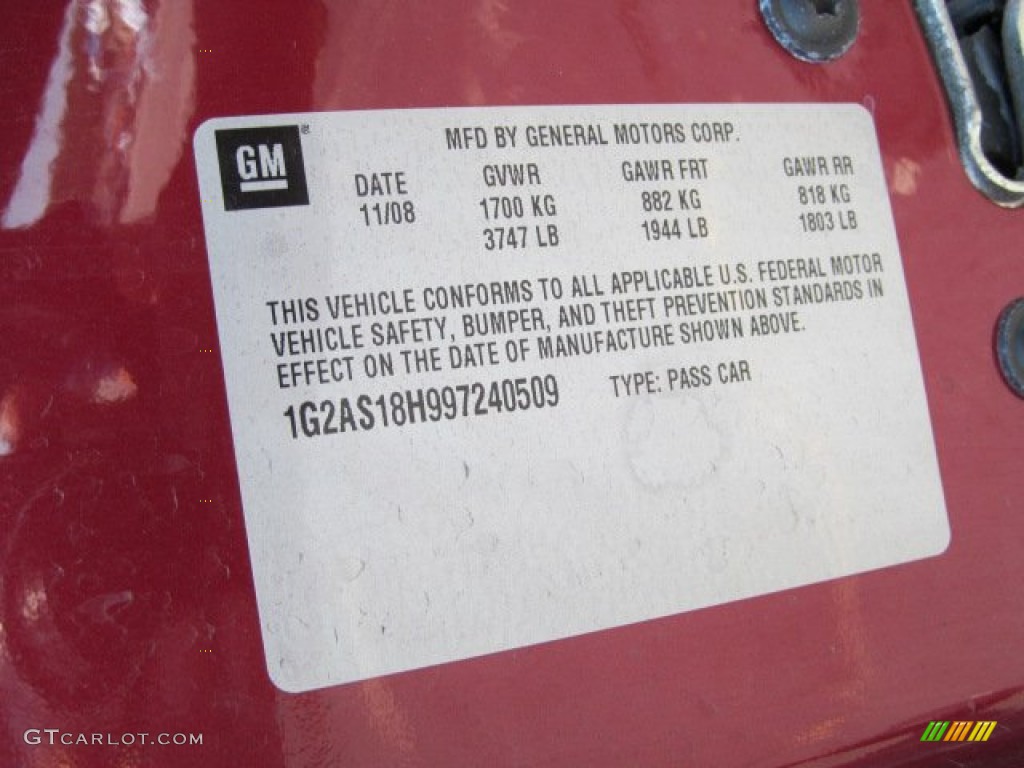 GM®
MFD BY GENERAL MOTORS CORP.
DATE GVWR GAWR FRT GAWR RR
11/08 1700 KG 882 KG 818 KG
3747 LB 1944 LB 1803 LB
THIS VEHICLE CONFORMS TO ALL APPLICABLE U.S. FEDERAL MOTOR
VEHICLE SAFETY, BUMPER, AND THEFT PREVENTION STANDARDS IN
EFFECT ON THE DATE OF MANUFACTURE SHOWN ABOVE.
1G2AS18H997240509 TYPE: PASS CAR
GTCARLOT.COM